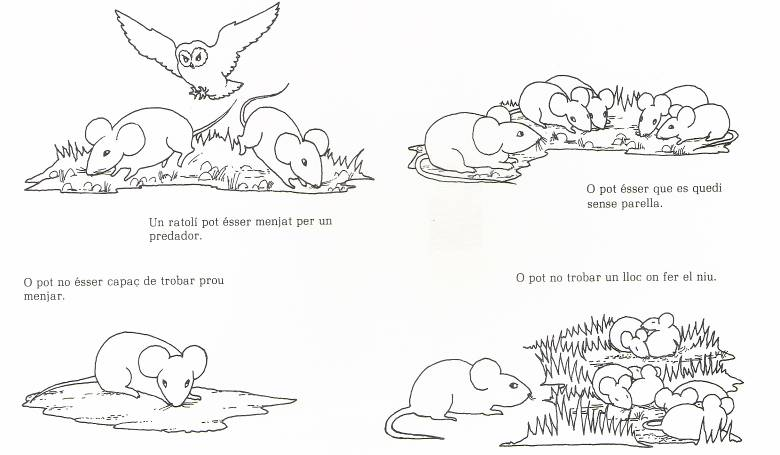 Un ratolí pot ésser menjat per un
predador.
O pot ésser que es quedi
sense parella.
O pot no ésser capaç de trobar prou
menjar.
O pot no trobar un lloc on fer el niu.